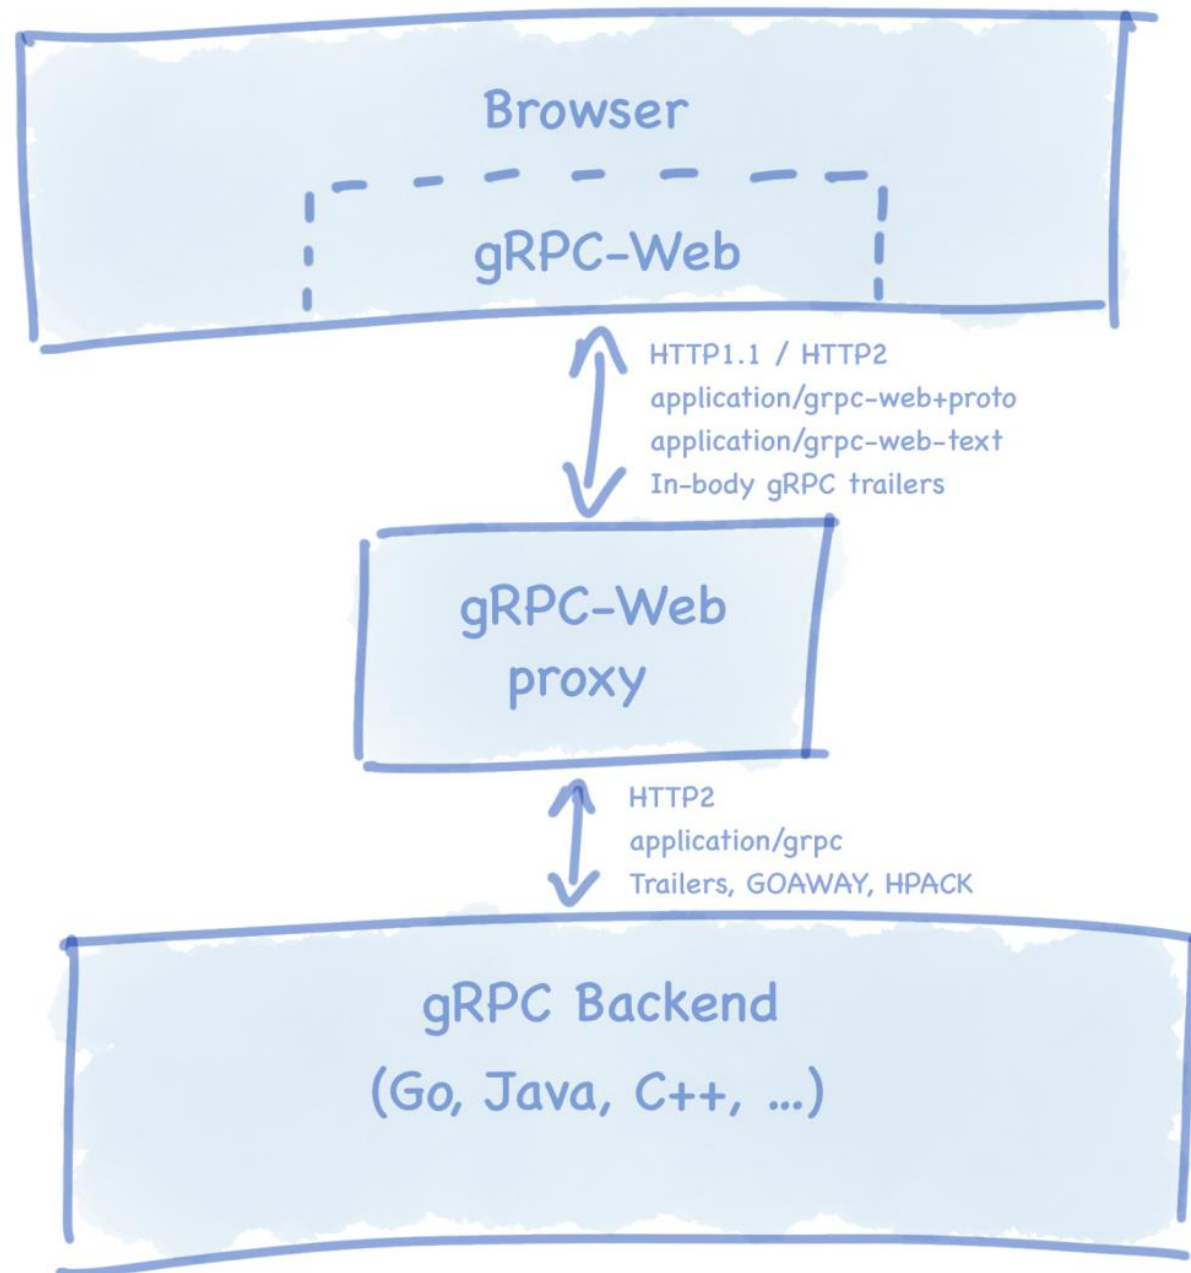 Browser
gRPC-Web
HTTP1.1 / HTTP2
application/grpc-web+proto
application/grpc-web-text
In-body gRPC trailers
gRPC-Web
proxy
HTTP2
application/grpc
Trailers, GOAWAY, HPACK
gRPC Backend
(Go, Java, C++, ...)